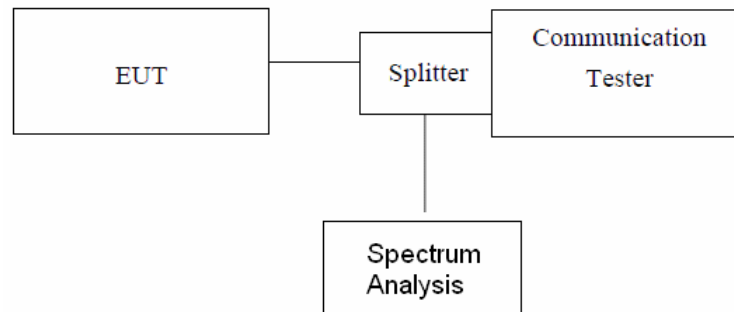 EUT
Splitter
Communication
Tester
Spectrum
Analysis